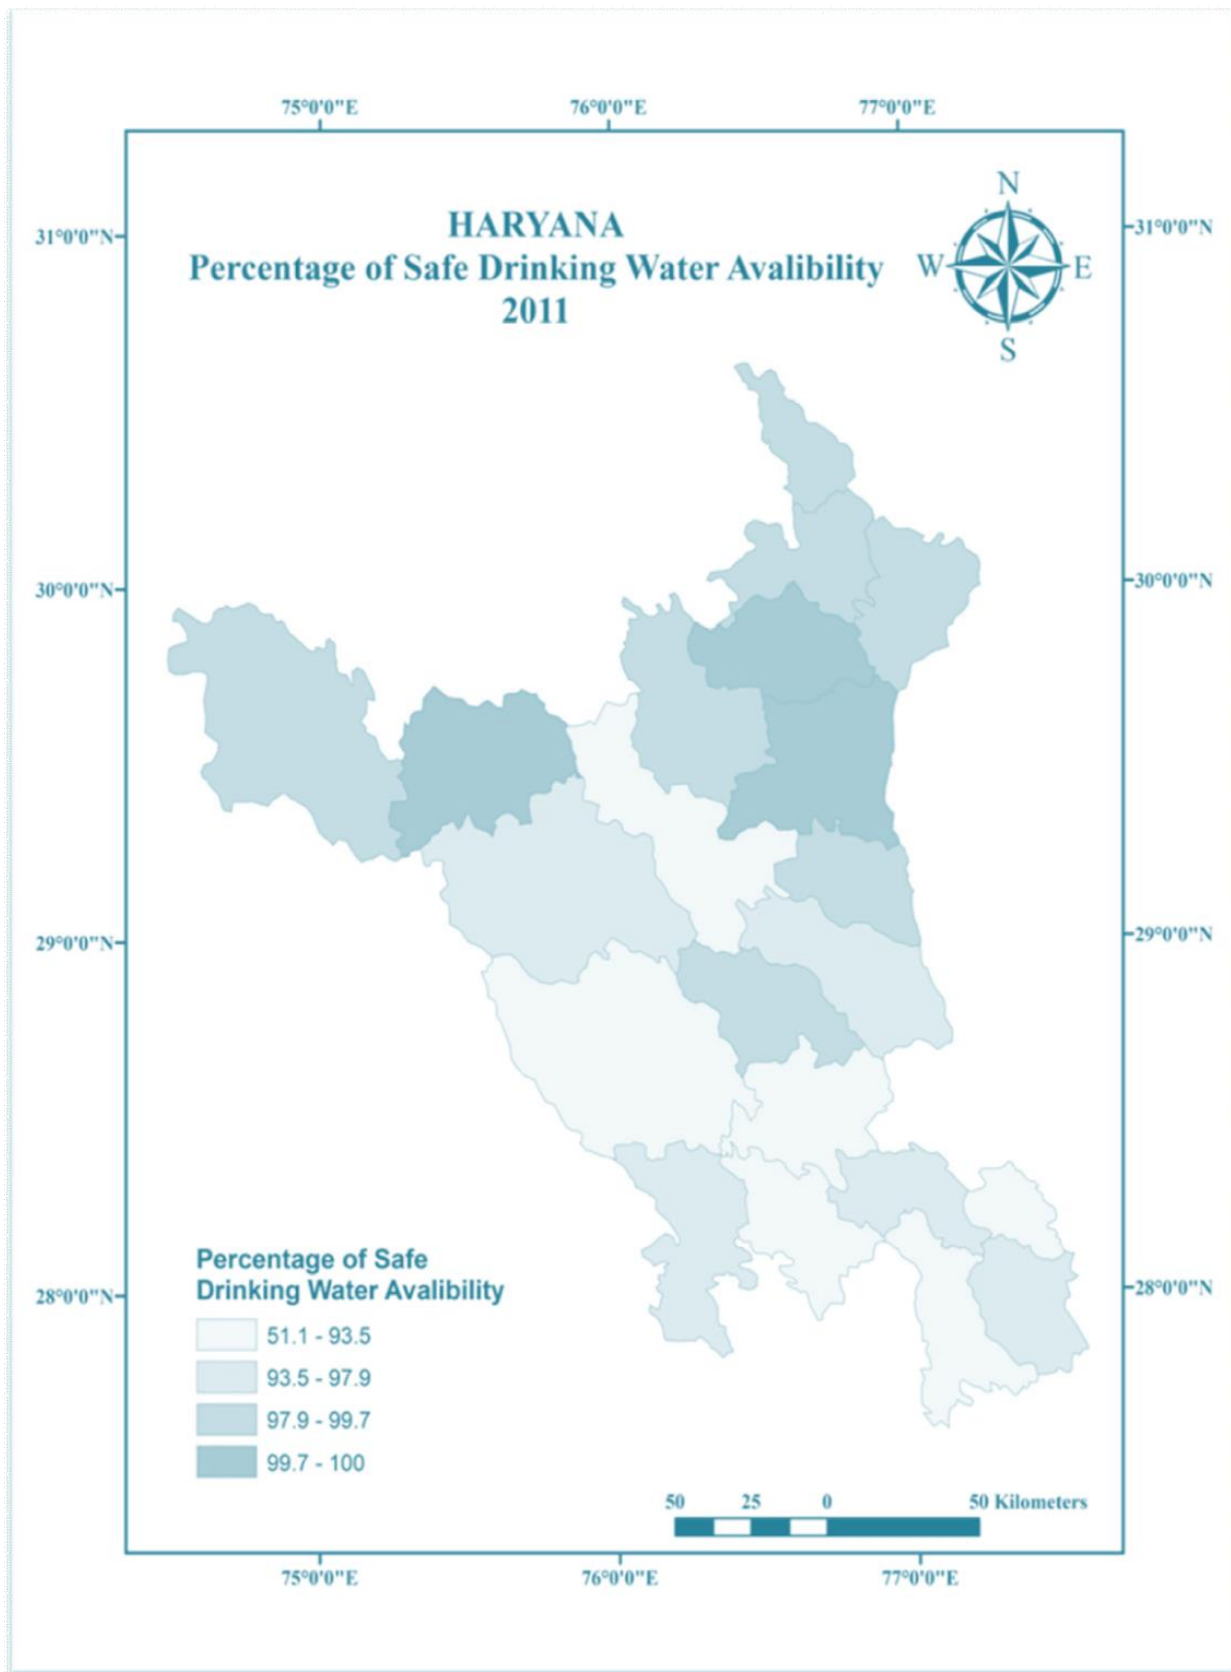 75°0'0"E 76°0'0"E 77°0'0"E
N
HARYANA
31°0'0"N 31°0'0"N
Percentage of Safe Drinking Water Avalibility
W E
2011
S
30°0'0"N 30°0'0"N
29°0'0"N 29°0'0"N
Percentage of Safe
Drinking Water Avalibility
28°0'0"N 28°0'0"N
51.1 - 93.5
93.5 - 97.9
97.9 - 99.7
99.7 - 100
50 25 0 50 Kilometers
75°0'0"E 76°0'0"E 77°0'0"E